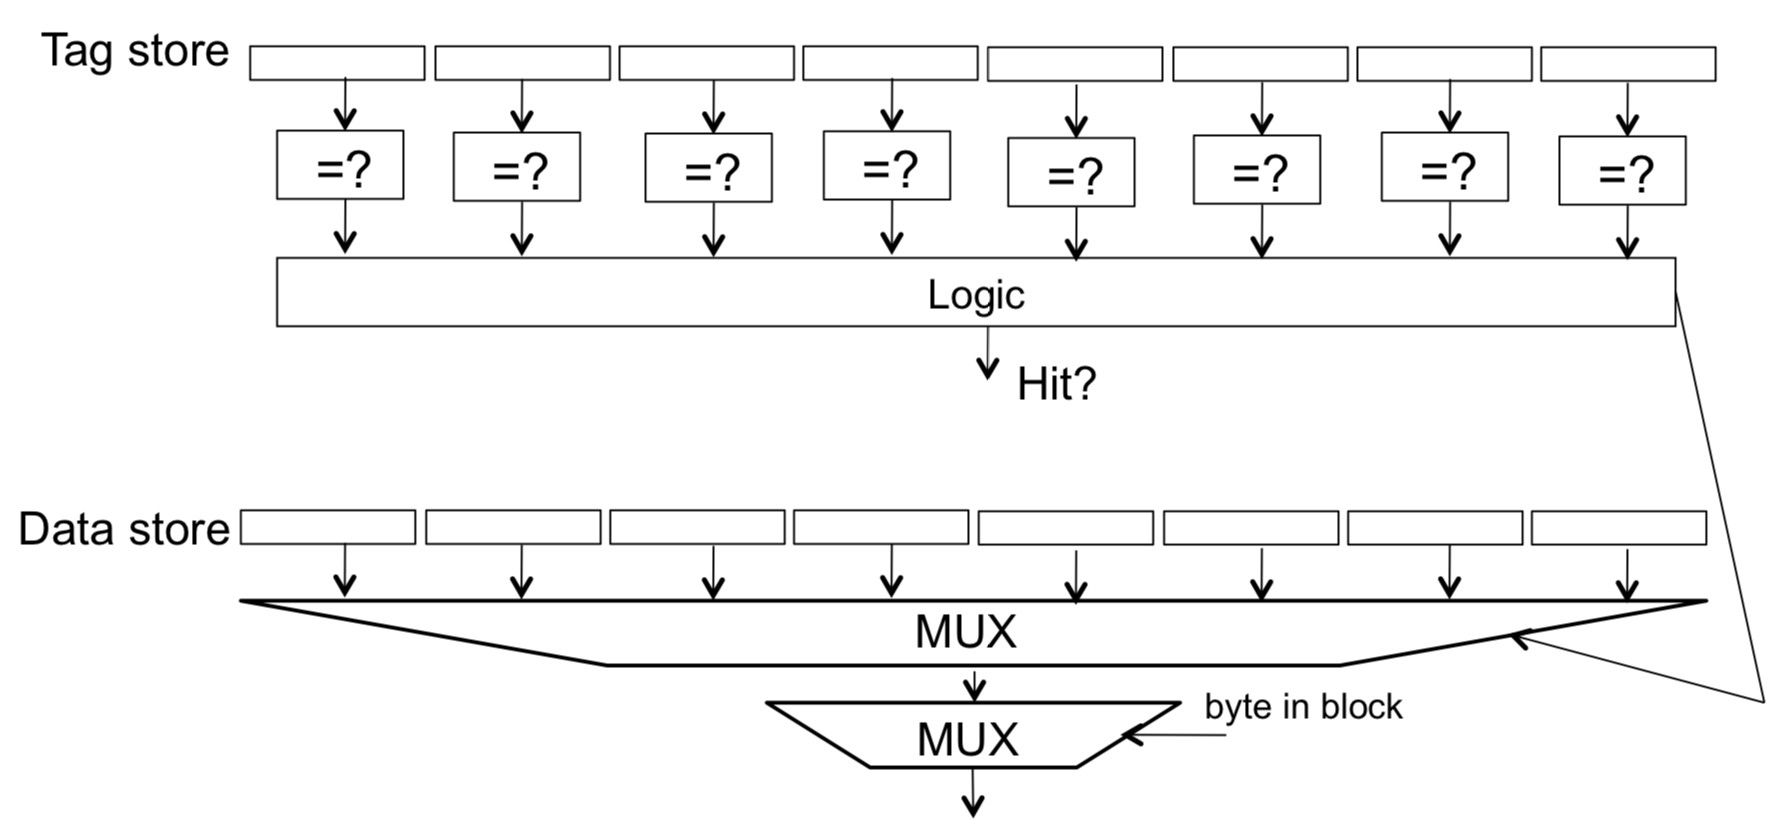 Tag store
=? =? =? =? =? =? =? =?
Logic
Hit?
Data store
MUX
byte in block
MUX